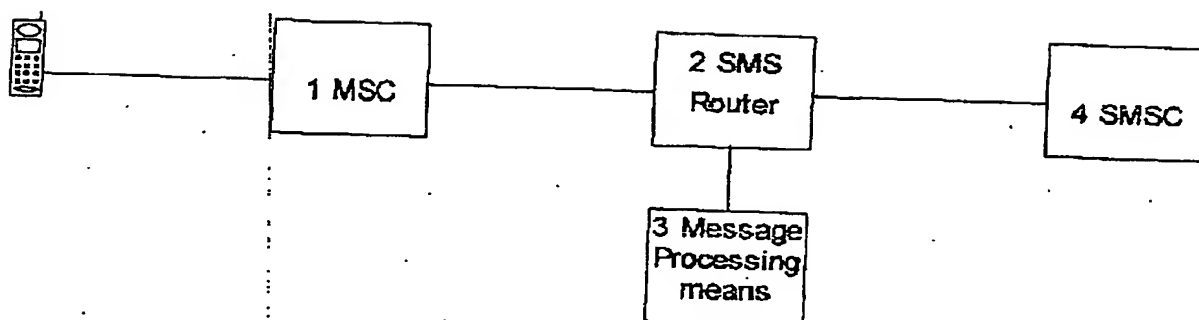 1 MSC
2 SMS
Router
4 SMSC
3 Message
Processing
means